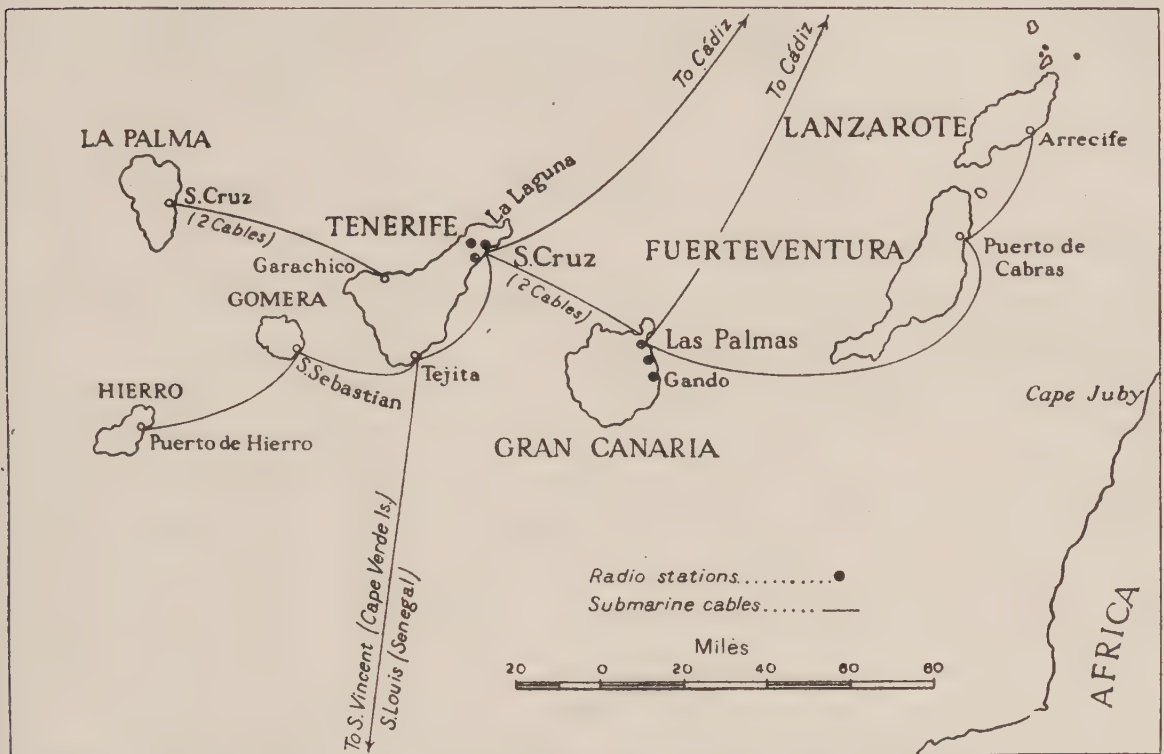 To Cádiz
To Cádiz
LANZAROTE
Arrecife
LA PALMA
S.Cruz
(2 Cables)
La Laguna
TENERIFE
S.Cruz
(2 Cables)
Garachico
FUERTEVENTURA
Puerto de
Cabras
GOMERA
S.Sebastian
Tejita
Las Palmas
Gando
HIERRO
Puerto de Hierro
GRAN CANARIA
Cape Juby
To S. Vincent (Cape Verde Is.)
S.Louis (Senegal)
Radio stations..........
Submarine cables......
Miles
20 0 20 40 60 80
AFRICA